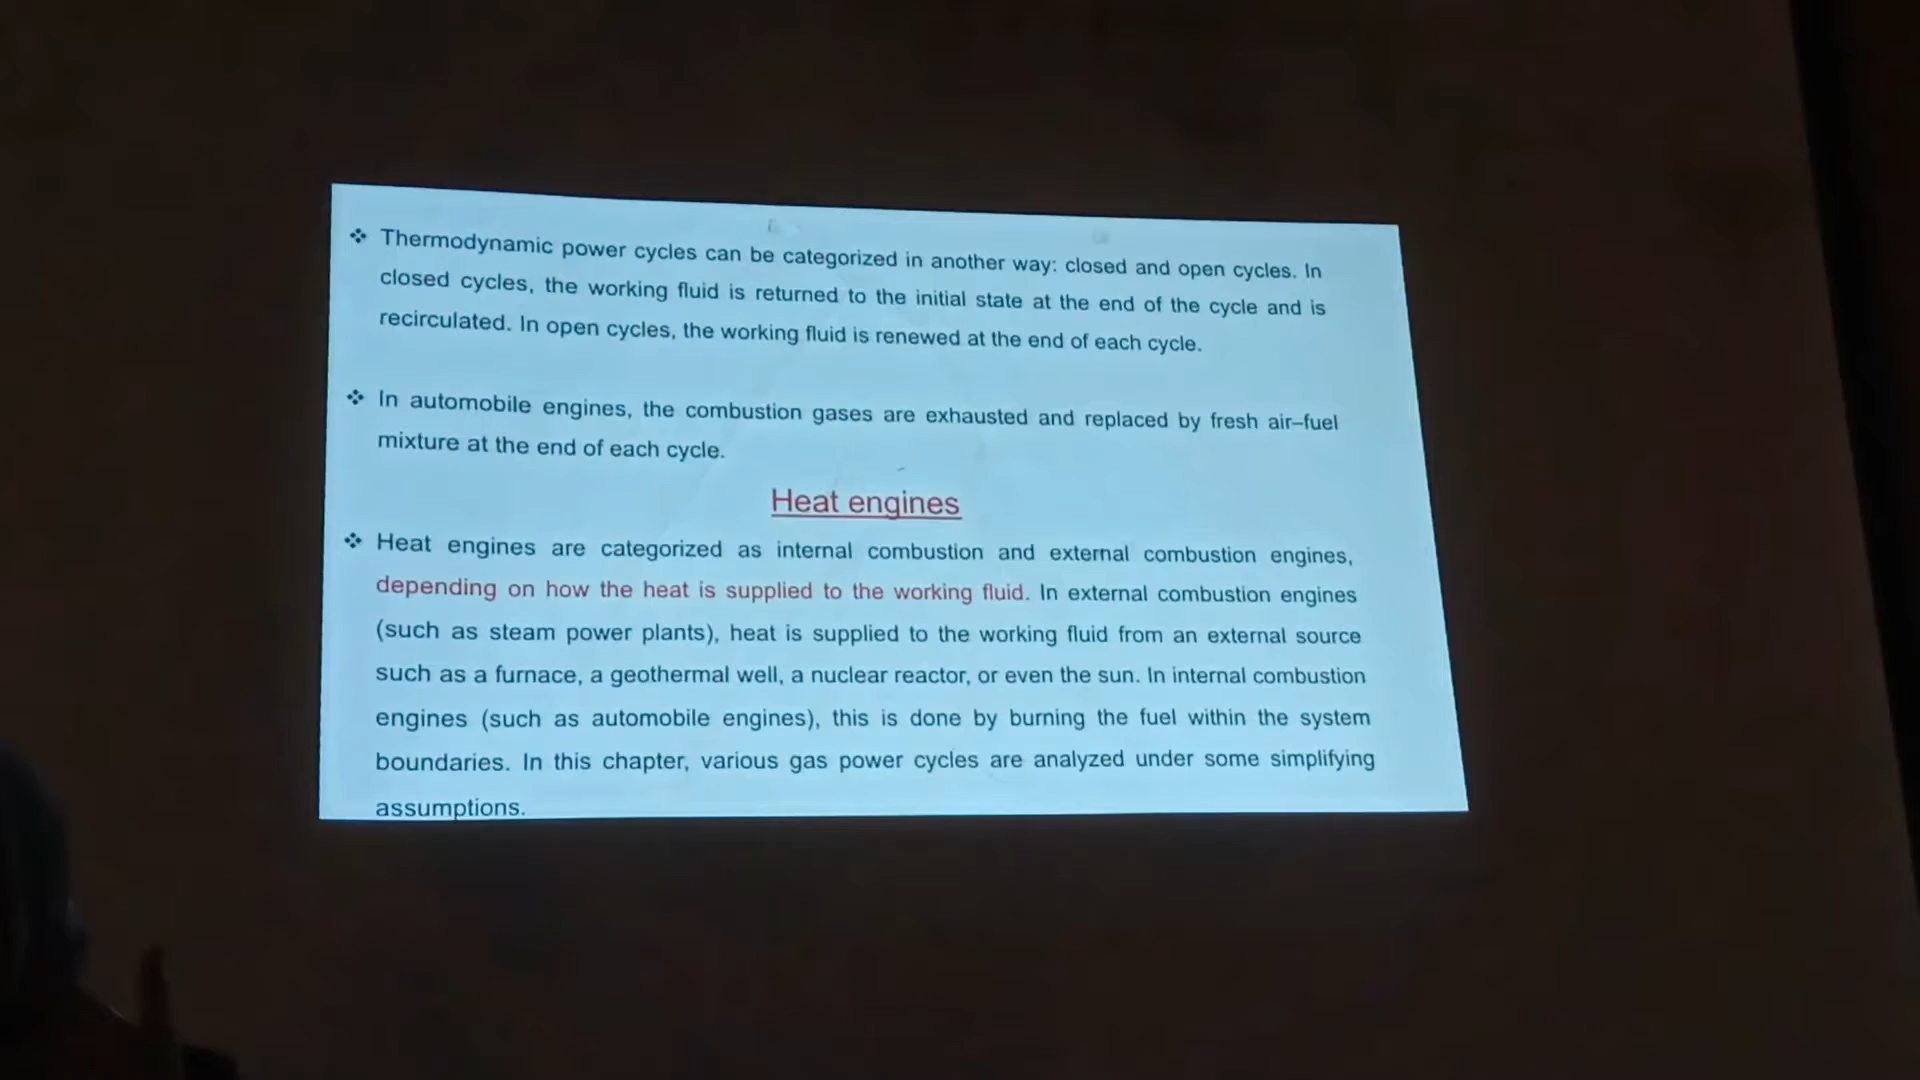 ❖ Thermodynamic power cycles can be categorized in another way: closed and open cycles. In
closed cycles, the working fluid is returned to the initial state at the end of the cycle and is
recirculated. In open cycles, the working fluid is renewed at the end of each cycle.
❖ In automobile engines, the combustion gases are exhausted and replaced by fresh air–fuel
mixture at the end of each cycle.
Heat engines
❖ Heat engines are categorized as internal combustion and external combustion engines,
depending on how the heat is supplied to the working fluid. In external combustion engines
(such as steam power plants), heat is supplied to the working fluid from an external source
such as a furnace, a geothermal well, a nuclear reactor, or even the sun. In internal combustion
engines (such as automobile engines), this is done by burning the fuel within the system
boundaries. In this chapter, various gas power cycles are analyzed under some simplifying
assumptions.